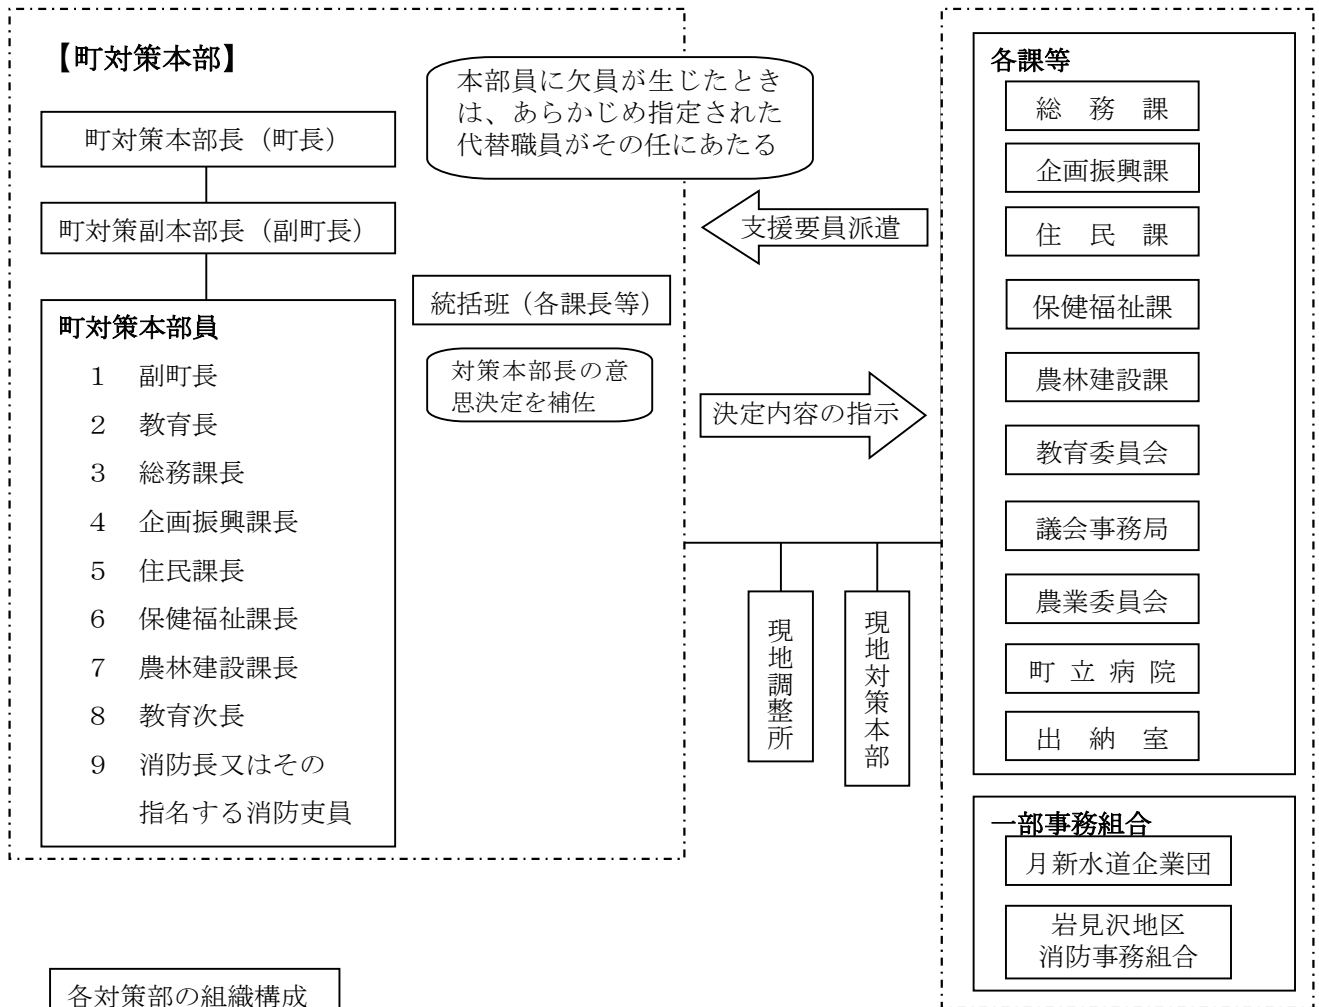 【町対策本部】
町対策本部長（町長）
町対策副本部長（副町長）
町対策本部員
1　副町長
2　教育長
3　総務課長
4　企画振興課長
5　住民課長
6　保健福祉課長
7　農林建設課長
8　教育次長
9　消防長又はその
指名する消防吏員
本部員に欠員が生じたとき
は、あらかじめ指定された
代替職員がその任にあたる
統括班（各課長等）
対策本部長の意
思決定を補佐
支援要員派遣
決定内容の指示
現地調整所
現地対策本部
各課等
総　務　課
企画振興課
住　民　課
保健福祉課
農林建設課
教育委員会
議会事務局
農業委員会
町 立 病 院
出　納　室
一部事務組合
月新水道企業団
岩見沢地区
消防事務組合
各対策部の組織構成